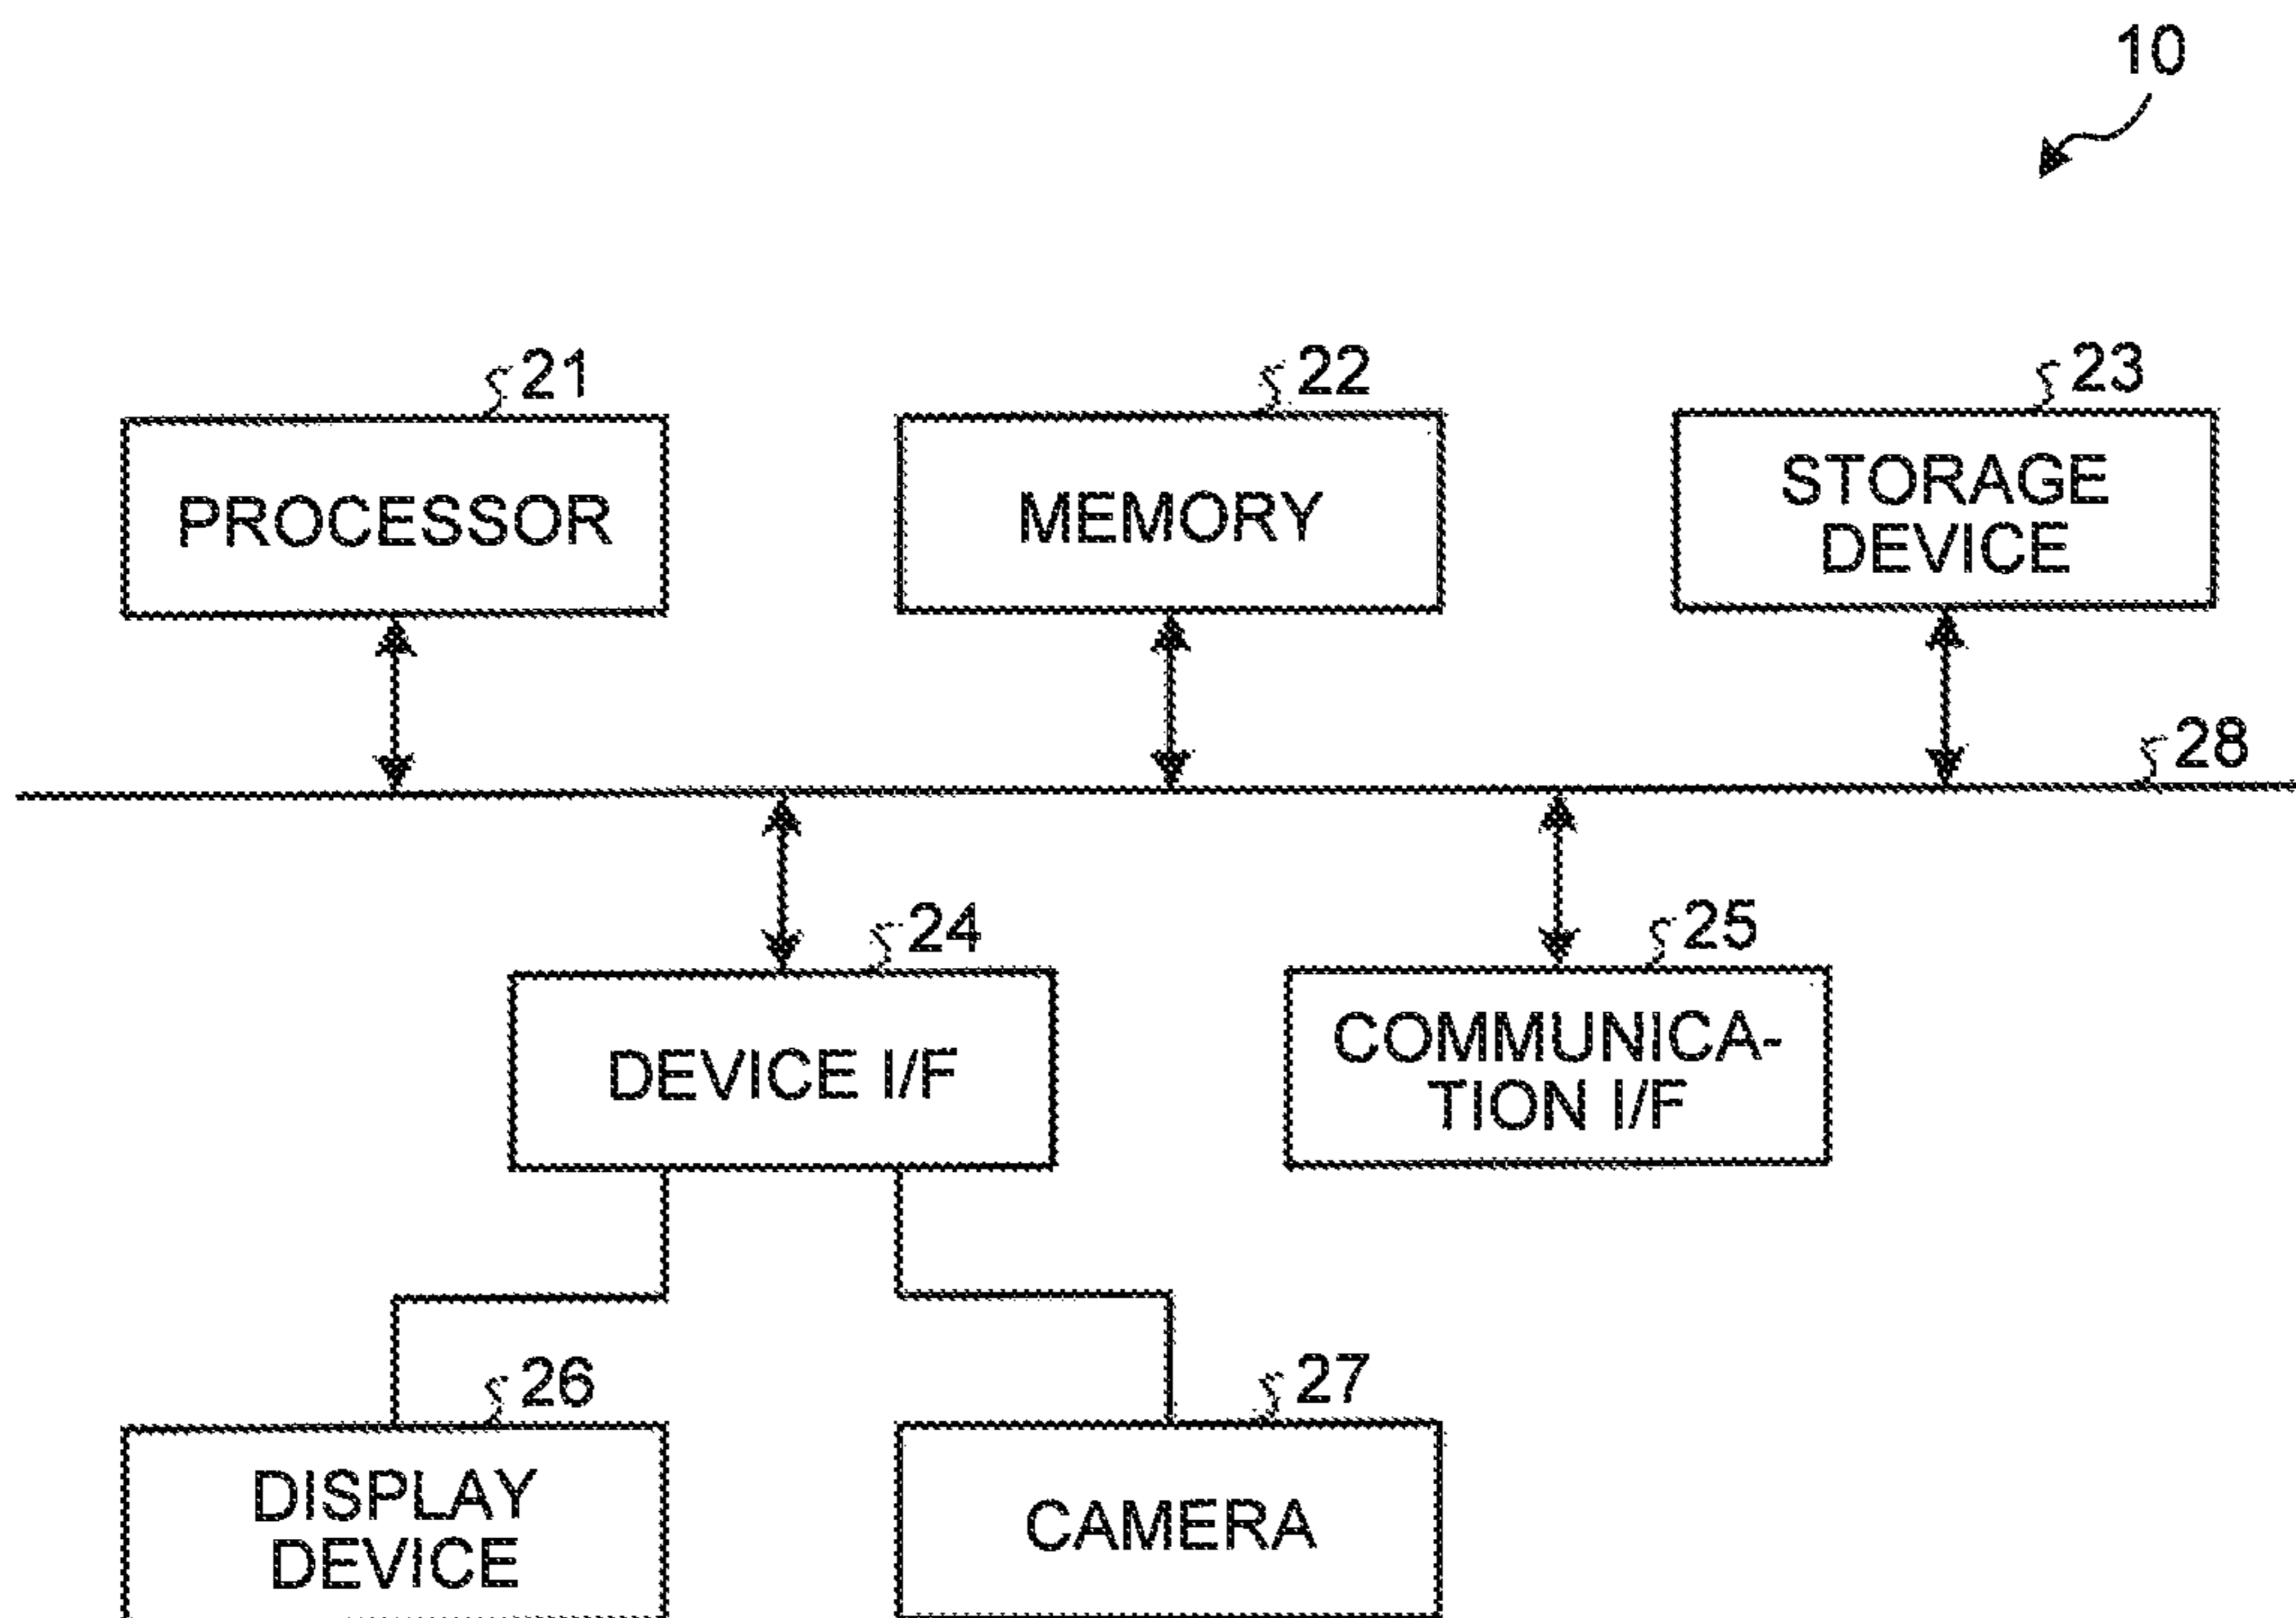 10
21
22
23
PROCESSOR
MEMORY
STORAGE
DEVICE
28
24
25
DEVICE I/F
COMMUNICA-
TION I/F
26
27
DISPLAY
DEVICE
CAMERA